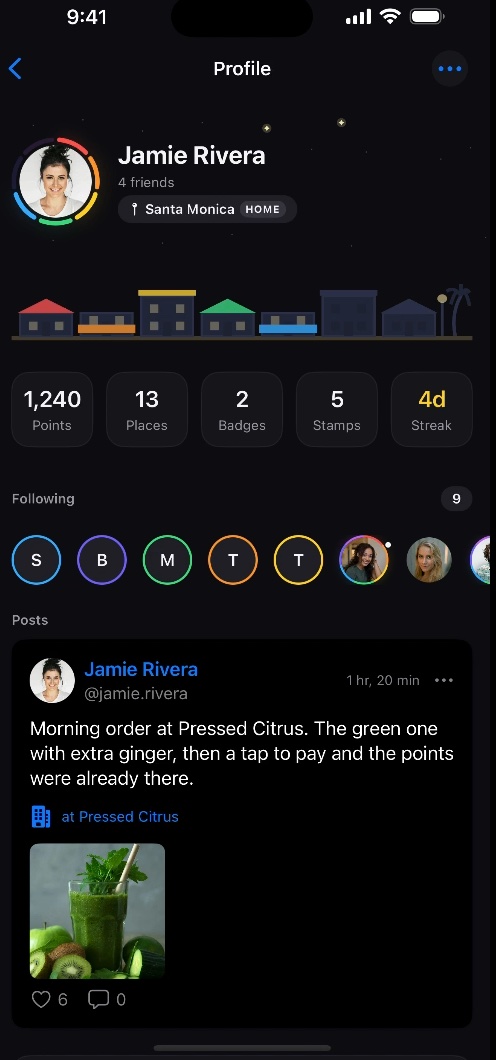 9:41
Profile
Jamie Rivera
4 friends
Santa Monica HOME
1,240 13 2 5 4d
Points Places Badges Stamps Streak
Following 9
S B M T T
Posts
Jamie Rivera
1 hr, 20 min
@jamie.rivera
Morning order at Pressed Citrus. The green one
with extra ginger, then a tap to pay and the points
were already there.
at Pressed Citrus
6 0